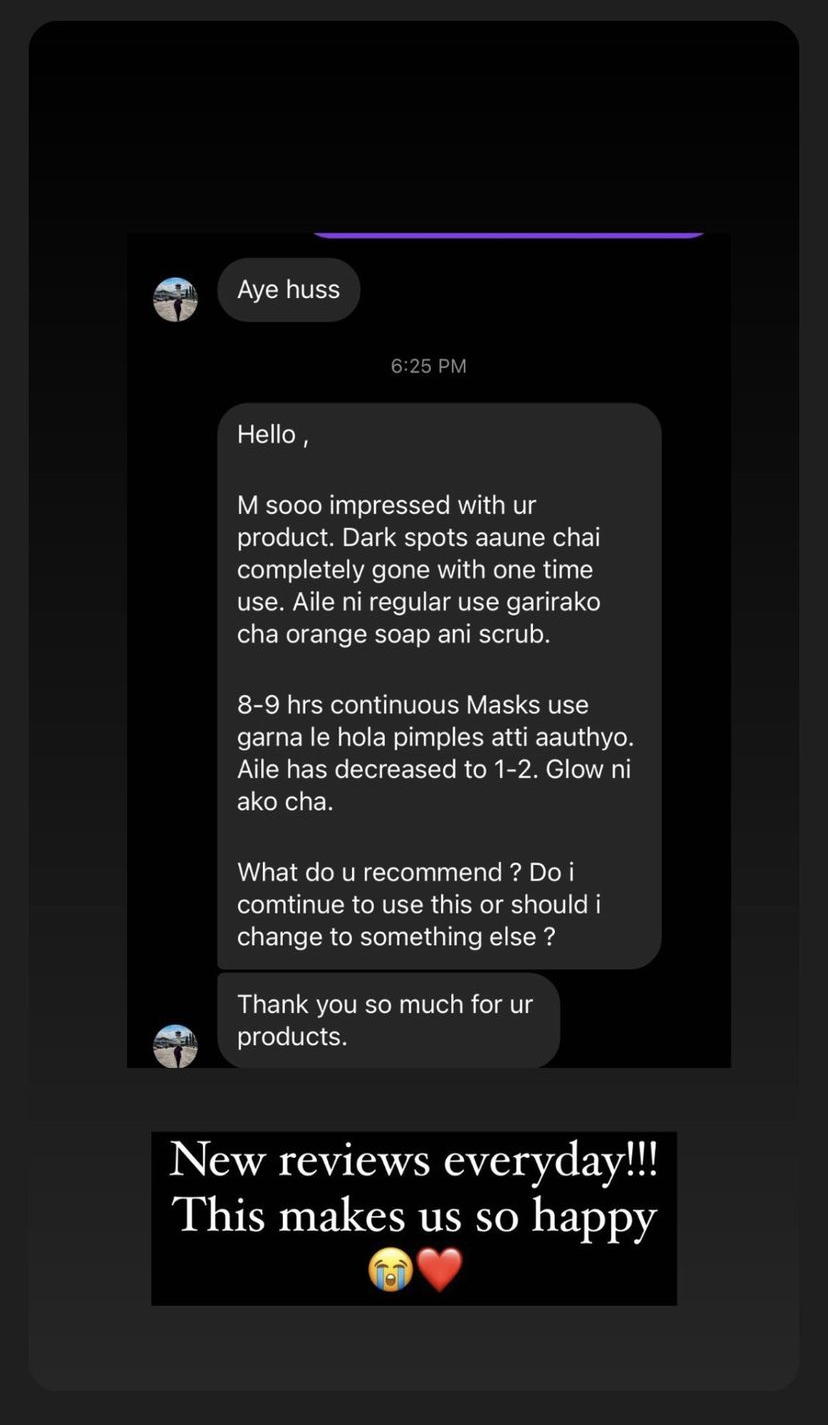 Aye huss
6:25 PM
Hello ,
M sooo impressed with ur
product. Dark spots aaune chai
completely gone with one time
use. Aile ni regular use garirako
cha orange soap ani scrub.
8-9 hrs continuous Masks use
garna le hola pimples atti aauthyo.
Aile has decreased to 1-2. Glow ni
ako cha.
What do u recommend ? Do i
comtinue to use this or should i
change to something else ?
Thank you so much for ur
products.
New reviews everyday!!!
This makes us so happy
😭❤️